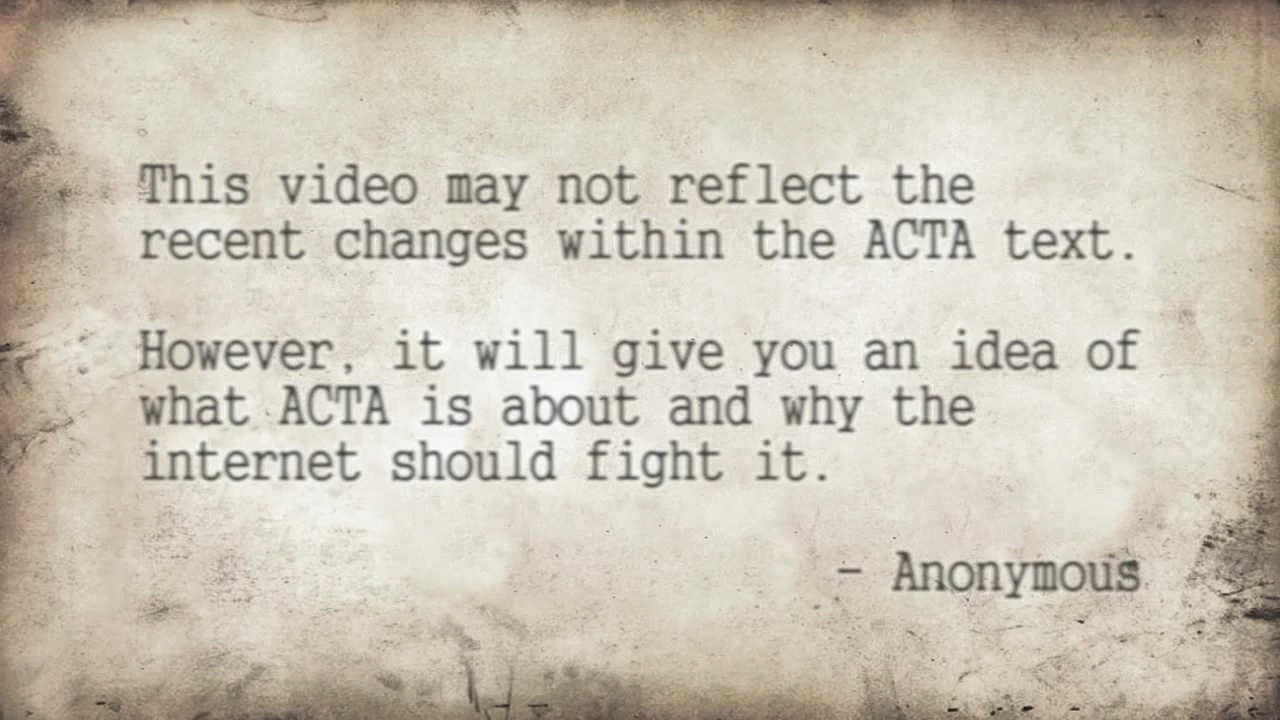 This video may not reflect the
recent changes within the ACTA text.
However, it will give you an idea of
what ACTA is about and why the
internet should fight it.
- Anonymous